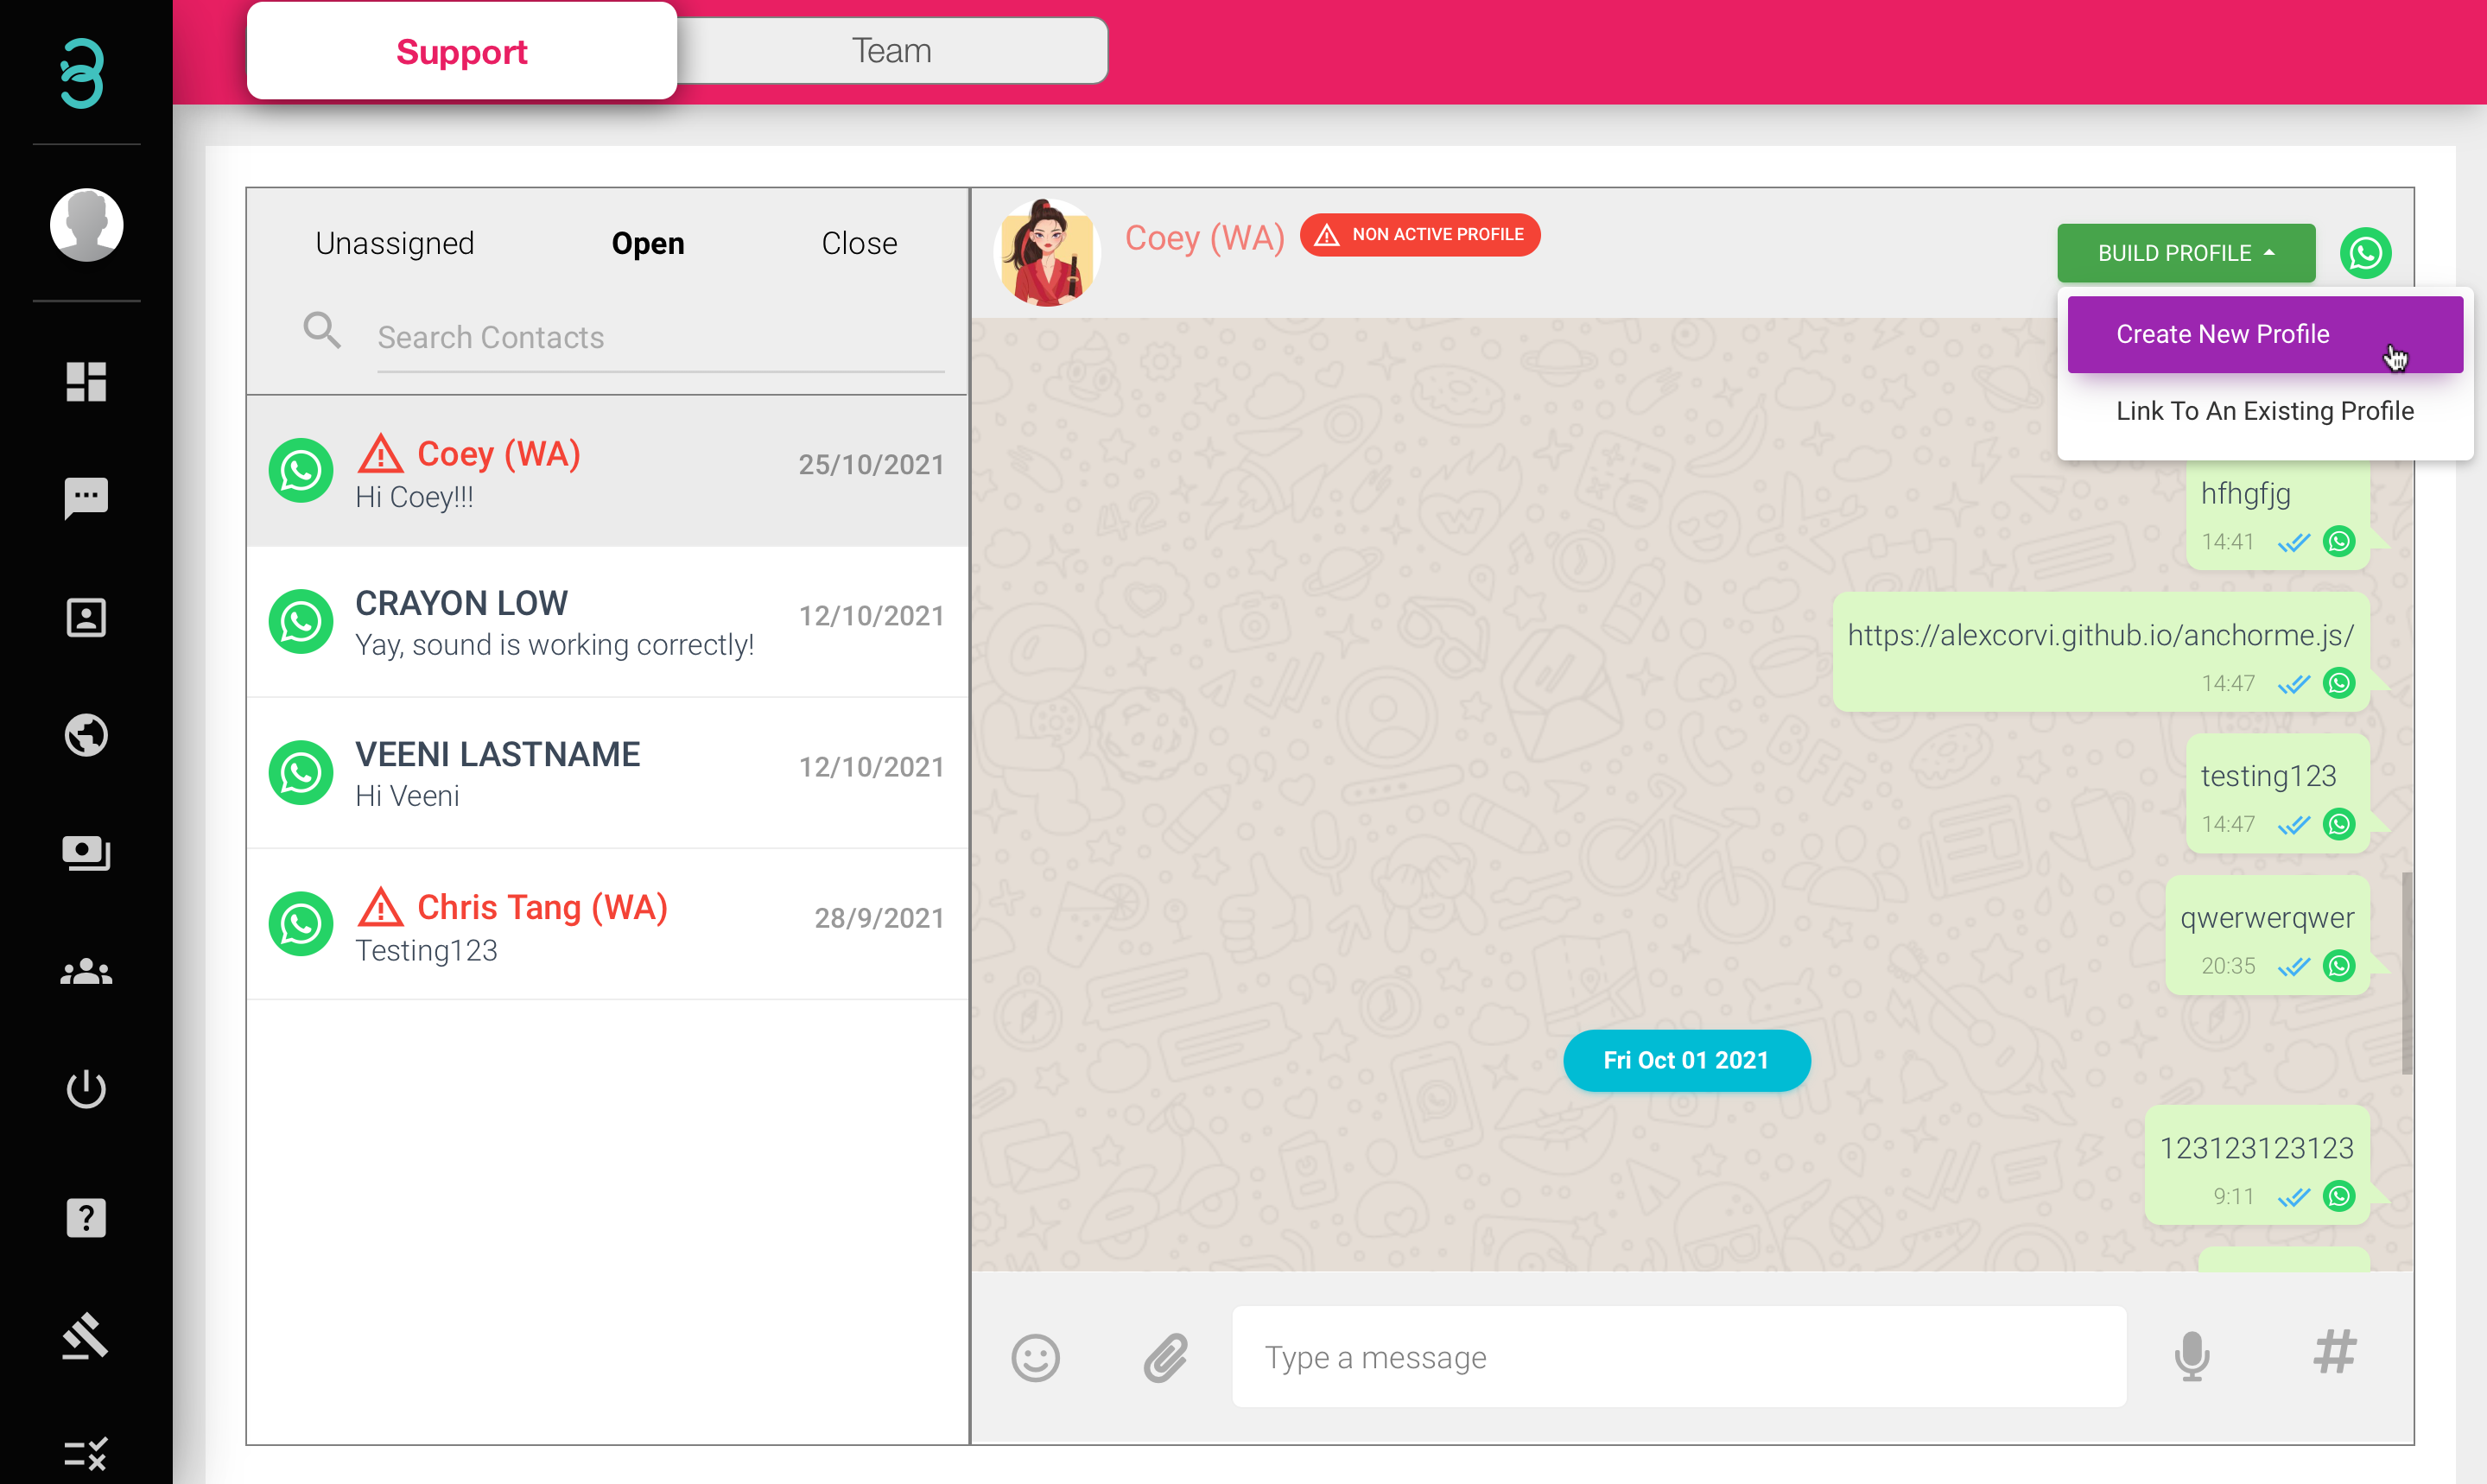 Support
Team
Unassigned
Open
Close
Search Contacts
Coey (WA)
25/10/2021
Hi Coey!!!
CRAYON LOW
12/10/2021
Yay, sound is working correctly!
VEENI LASTNAME
12/10/2021
Hi Veeni
Chris Tang (WA)
28/9/2021
Testing123
Coey (WA)
NON ACTIVE PROFILE
BUILD PROFILE
Create New Profile
Link To An Existing Profile
hfhgfjg
14:41
https://alexcorvi.github.io/anchorme.js/
14:47
testing123
14:47
qwerwerqwer
20:35
Fri Oct 01 2021
123123123123
9:11
Type a message
#